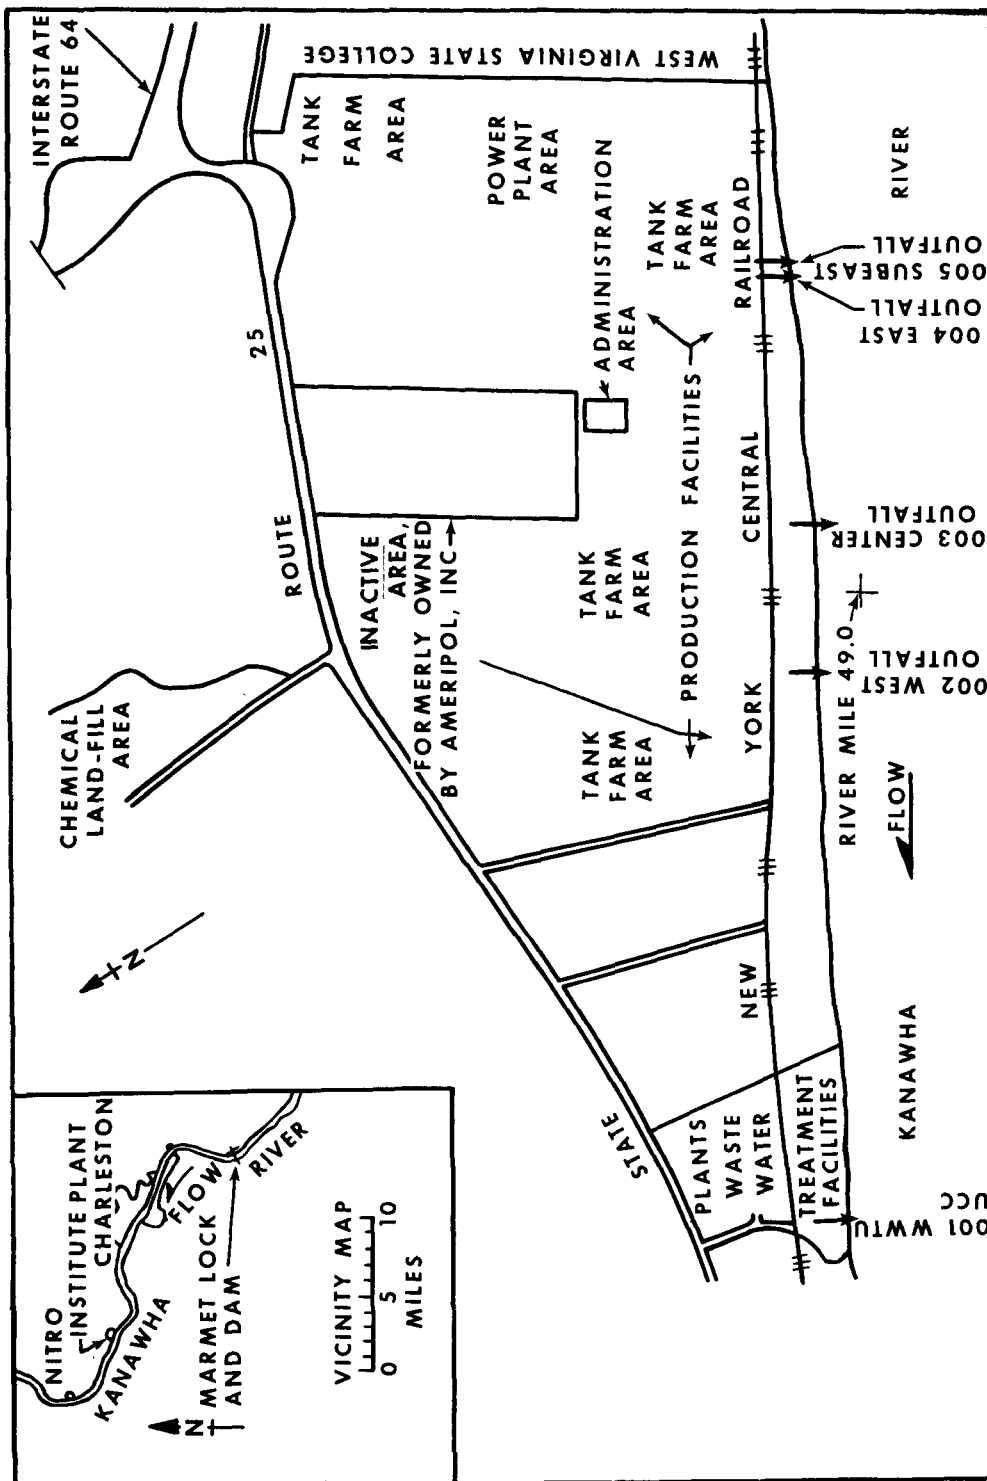 INTERSTATE
ROUTE 64
WEST VIRGINIA STATE COLLEGE
TANK
FARM
AREA
POWER
PLANT
AREA
ADMINISTRATION
AREA
TANK
FARM
AREA
RAILROAD
RIVER
005 SUBEAST
OUTFALL
004 EAST
OUTFALL
25
ROUTE
INACTIVE
AREA,
FORMERLY OWNED
BY AMERIPOL, INC
PRODUCTION FACILITIES
CENTRAL
003 CENTER
OUTFALL
TANK
FARM
AREA
CHEMICAL
LAND-FILL
AREA
TANK
FARM
AREA
YORK
RIVER MILE 49.0
002 WEST
OUTFALL
FLOW
N
NEW
STATE
PLANTS
WASTE
WATER
TREATMENT
FACILITIES
KANAWHA
001 WWTU
UCC
NITRO
INSTITUTE PLANT
CHARLESTON
KANAWHA
FLOW
RIVER
N
MARMET LOCK
AND DAM
VICINITY MAP
0 5 10
MILES